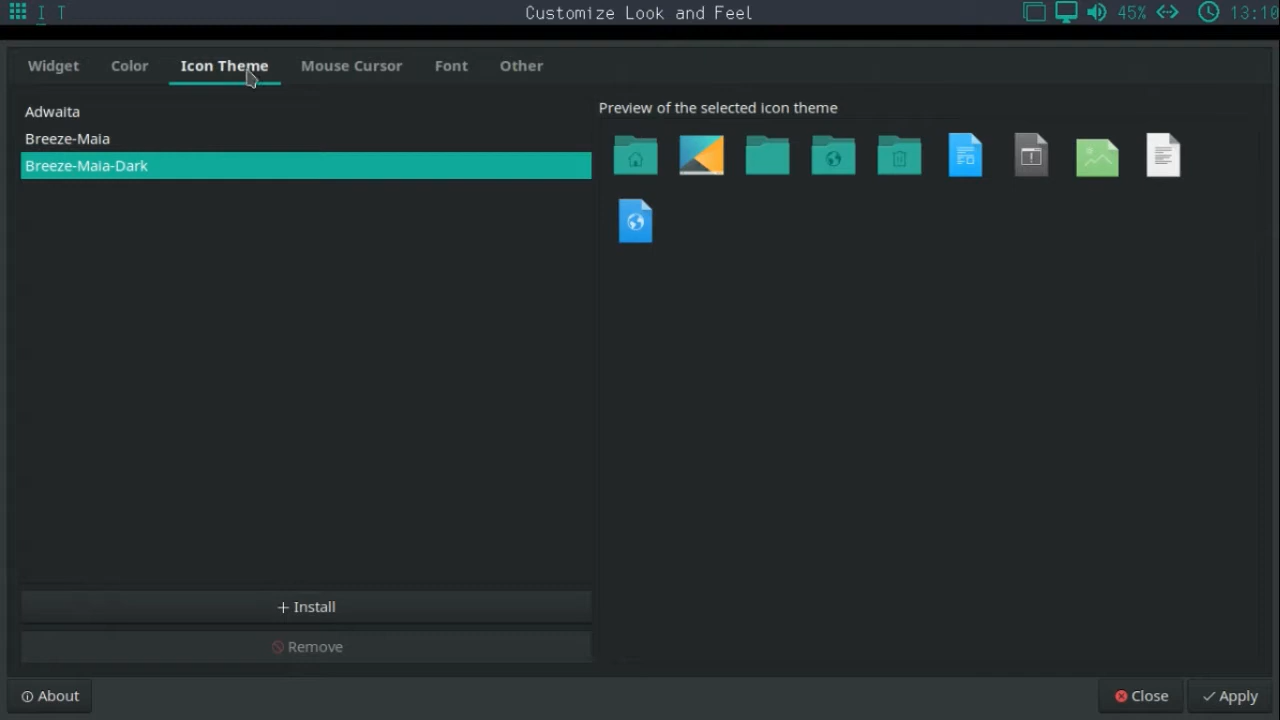 I T
Customize Look and Feel
45%
13:10
Widget
Color
Icon Theme
Mouse Cursor
Font
Other
Adwaita
Breeze-Maia
Breeze-Maia-Dark
Preview of the selected icon theme
+ Install
Remove
About
Close
Apply